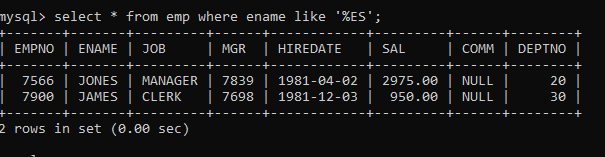 mysql> select * from emp where ename like '%ES';
+-------+-------+---------+------+------------+---------+------+--------+
| EMPNO | ENAME | JOB     | MGR  | HIREDATE   | SAL     | COMM | DEPTNO |
+-------+-------+---------+------+------------+---------+------+--------+
|  7566 | JONES | MANAGER | 7839 | 1981-04-02 | 2975.00 | NULL |     20 |
|  7900 | JAMES | CLERK   | 7698 | 1981-12-03 |  950.00 | NULL |     30 |
+-------+-------+---------+------+------------+---------+------+--------+
2 rows in set (0.00 sec)